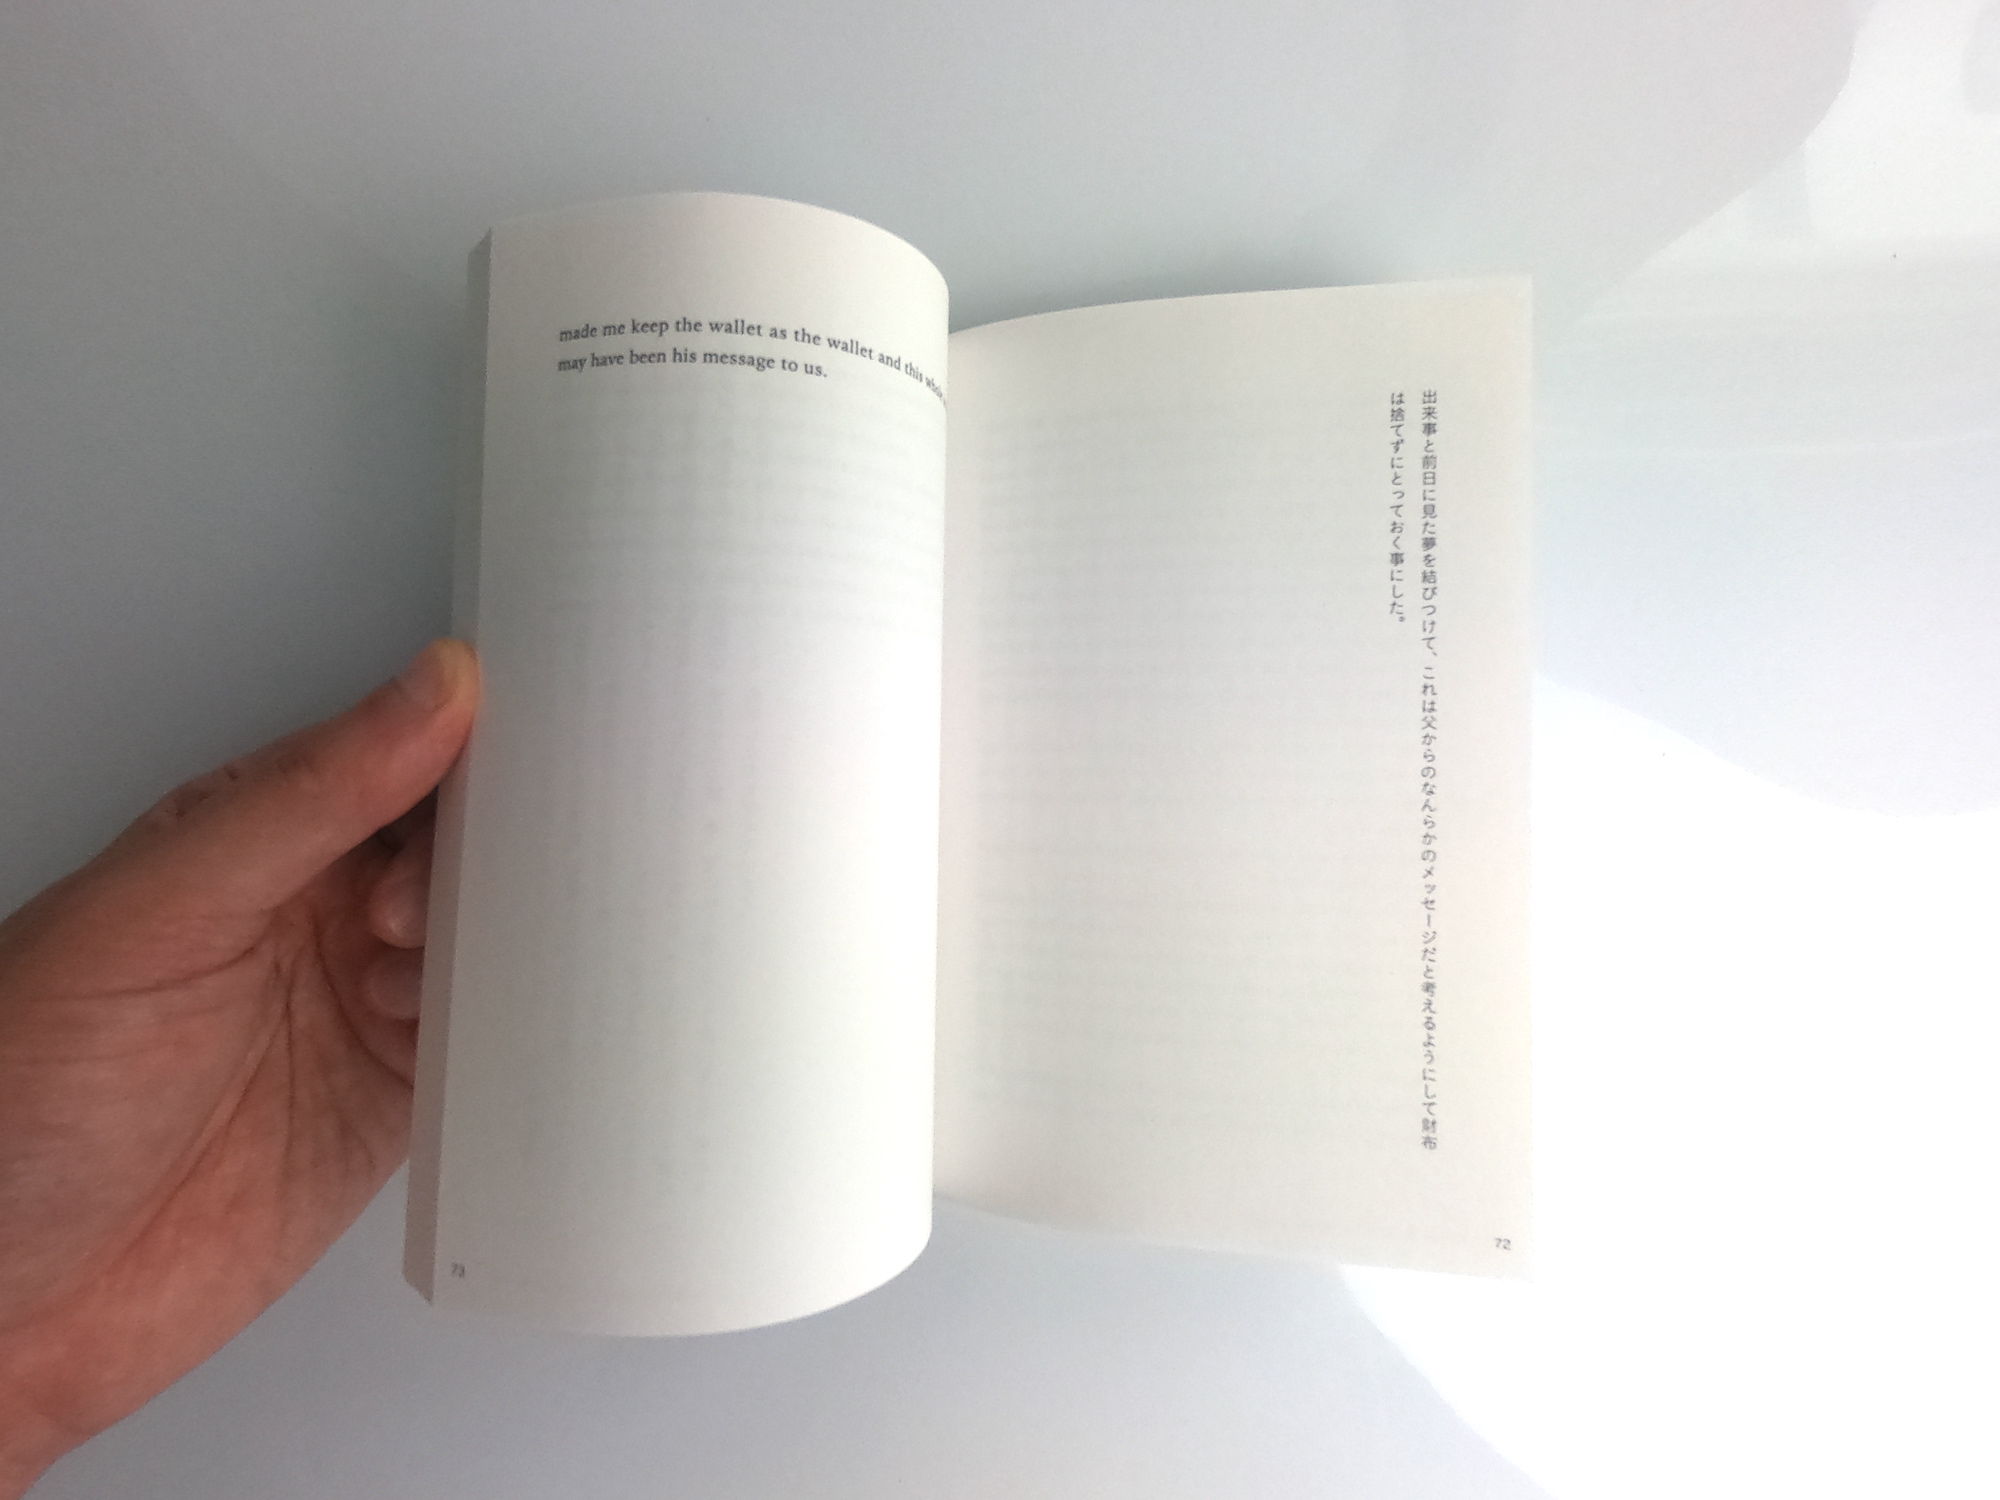 made me keep the wallet as the wallet and this whole
may have been his message to us.
73
出来事と前日に見た夢を結びつけて、これは父からのなんらかのメッセージだと考えるようにして財布
は捨てずにとっておく事にした。
72